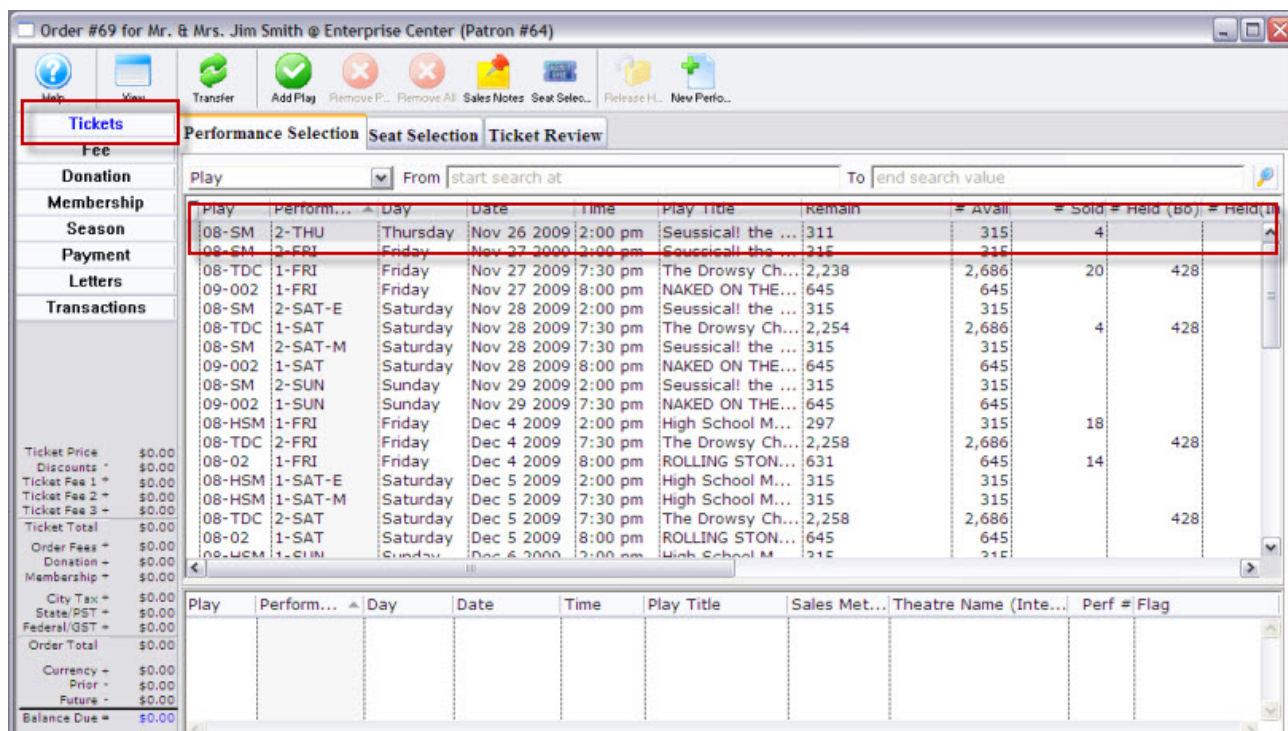 Order #69 for Mr. & Mrs. Jim Smith @ Enterprise Center (Patron #64)
Help View Transfer Add Play Remove P... Remove All Sales Notes Seat Selec... Release H... New Perfo...
Tickets
Fee
Donation
Membership
Season
Payment
Letters
Transactions
Performance Selection Seat Selection Ticket Review
Play From start search at To end search value
Play Perform... Day Date Time Play Title Remain # Avail # Sold # Held (Bo) # Held(In
08-SM 2-THU Thursday Nov 26 2009 2:00 pm Seussical! the ... 311 315 4
08-SM 2-FRI Friday Nov 27 2009 2:00 pm Seussical! the ... 315 315
08-TDC 1-FRI Friday Nov 27 2009 7:30 pm The Drowsy Ch... 2,238 2,686 20 428
09-002 1-FRI Friday Nov 27 2009 8:00 pm NAKED ON THE... 645 645
08-SM 2-SAT-E Saturday Nov 28 2009 2:00 pm Seussical! the ... 315 315
08-TDC 1-SAT Saturday Nov 28 2009 7:30 pm The Drowsy Ch... 2,254 2,686 4 428
08-SM 2-SAT-M Saturday Nov 28 2009 7:30 pm Seussical! the ... 315 315
09-002 1-SAT Saturday Nov 28 2009 8:00 pm NAKED ON THE... 645 645
08-SM 2-SUN Sunday Nov 29 2009 2:00 pm Seussical! the ... 315 315
09-002 1-SUN Sunday Nov 29 2009 7:30 pm NAKED ON THE... 645 645
08-HSM 1-FRI Friday Dec 4 2009 2:00 pm High School M... 297 315 18
08-TDC 2-FRI Friday Dec 4 2009 7:30 pm The Drowsy Ch... 2,258 2,686 428
08-02 1-FRI Friday Dec 4 2009 8:00 pm ROLLING STON... 631 645 14
08-HSM 1-SAT-E Saturday Dec 5 2009 2:00 pm High School M... 315 315
08-HSM 1-SAT-M Saturday Dec 5 2009 7:30 pm High School M... 315 315
08-TDC 2-SAT Saturday Dec 5 2009 7:30 pm The Drowsy Ch... 2,258 2,686 428
08-02 1-SAT Saturday Dec 5 2009 8:00 pm ROLLING STON... 645 645
08-HSM 1-SUN Sunday Dec 6 2009 2:00 pm High School M... 315 315
Ticket Price $0.00
Discounts - $0.00
Ticket Fee 1 + $0.00
Ticket Fee 2 + $0.00
Ticket Fee 3 + $0.00
Ticket Total $0.00
Order Fees + $0.00
Donation + $0.00
Membership + $0.00
City Tax + $0.00
State/PST + $0.00
Federal/GST + $0.00
Order Total $0.00
Currency + $0.00
Prior - $0.00
Future - $0.00
Balance Due = $0.00
Play Perform... Day Date Time Play Title Sales Met... Theatre Name (Inte... Perf # Flag